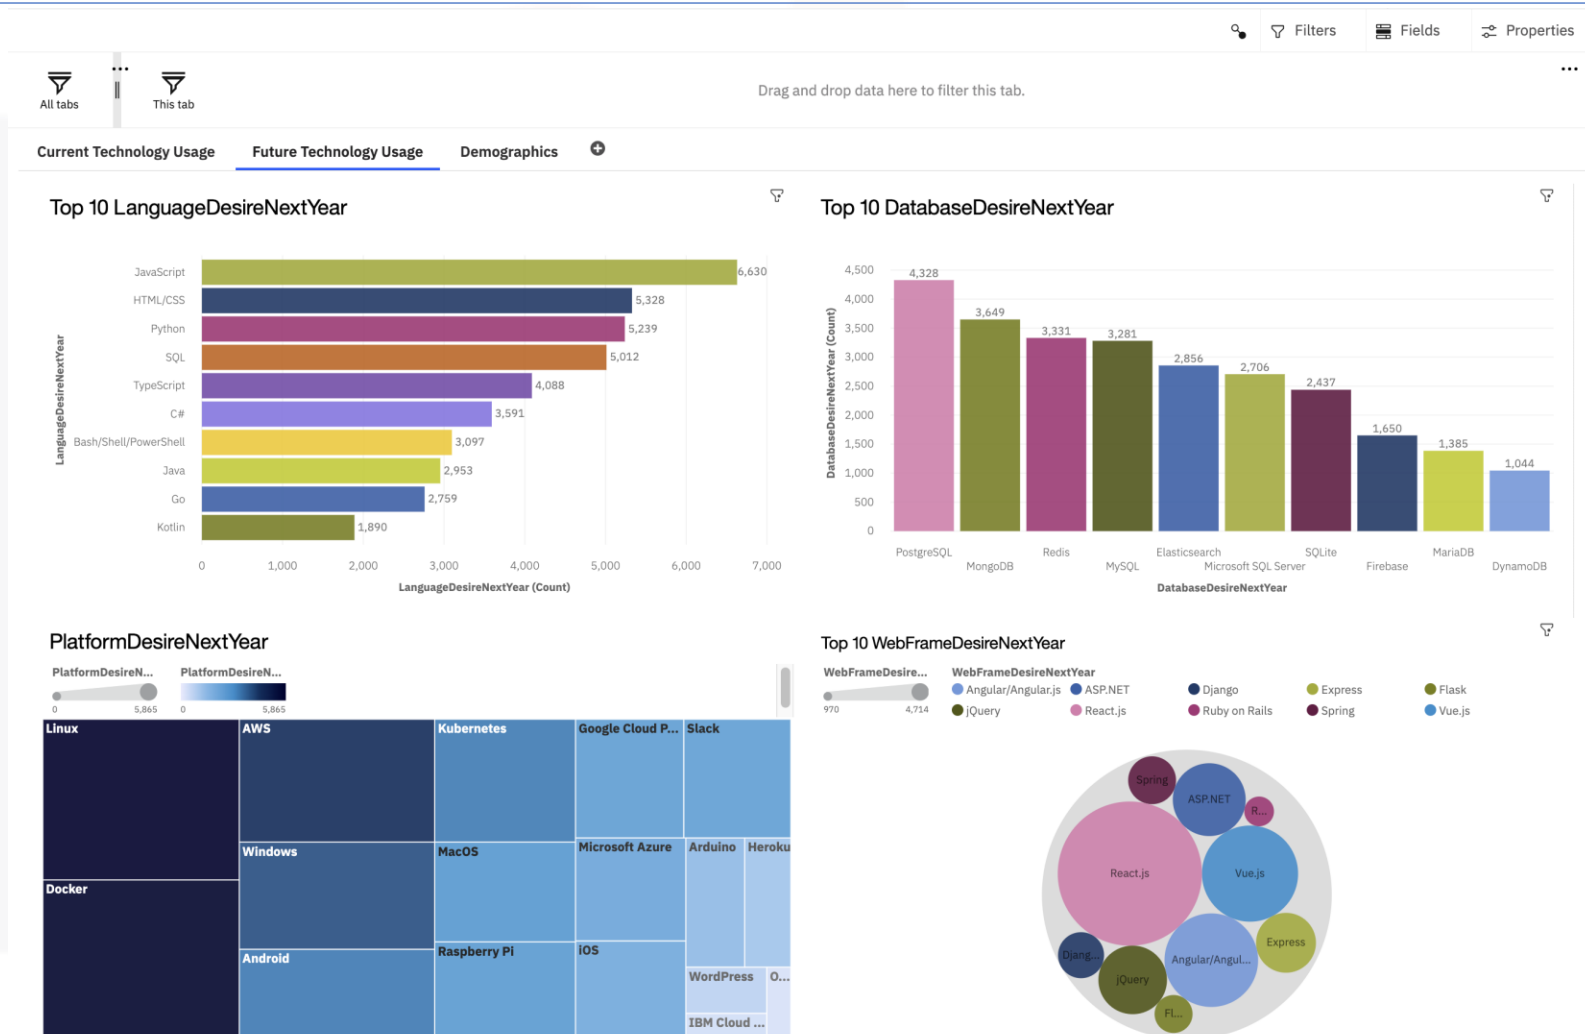 Filters
Fields
Properties
All tabs
This tab
Drag and drop data here to filter this tab.
Current Technology Usage
Future Technology Usage
Demographics
Top 10 LanguageDesireNextYear
LanguageDesireNextYear
JavaScript
HTML/CSS
Python
SQL
TypeScript
C#
Bash/Shell/PowerShell
Java
Go
Kotlin
6,630
5,328
5,239
5,012
4,088
3,591
3,097
2,953
2,759
1,890
0 1,000 2,000 3,000 4,000 5,000 6,000 7,000
LanguageDesireNextYear (Count)
Top 10 DatabaseDesireNextYear
DatabaseDesireNextYear (Count)
4,500
4,000
3,500
3,000
2,500
2,000
1,500
1,000
500
0
4,328
3,649
3,331
3,281
2,856
2,706
2,437
1,650
1,385
1,044
PostgreSQL
MongoDB
Redis
MySQL
Elasticsearch
Microsoft SQL Server
SQLite
Firebase
MariaDB
DynamoDB
DatabaseDesireNextYear
PlatformDesireNextYear
PlatformDesireN...
0 5,865
PlatformDesireN...
0 5,865
Linux
Docker
AWS
Windows
Android
Kubernetes
MacOS
Raspberry Pi
Google Cloud P...
Slack
Microsoft Azure
Arduino
Heroku
iOS
WordPress
O...
IBM Cloud ...
Top 10 WebFrameDesireNextYear
WebFrameDesire...
970 4,714
WebFrameDesireNextYear
Angular/Angular.js
ASP.NET
Django
Express
Flask
jQuery
React.js
Ruby on Rails
Spring
Vue.js
Spring
ASP.NET
R...
React.js
Vue.js
Express
Djang...
Angular/Angul...
jQuery
Fl...